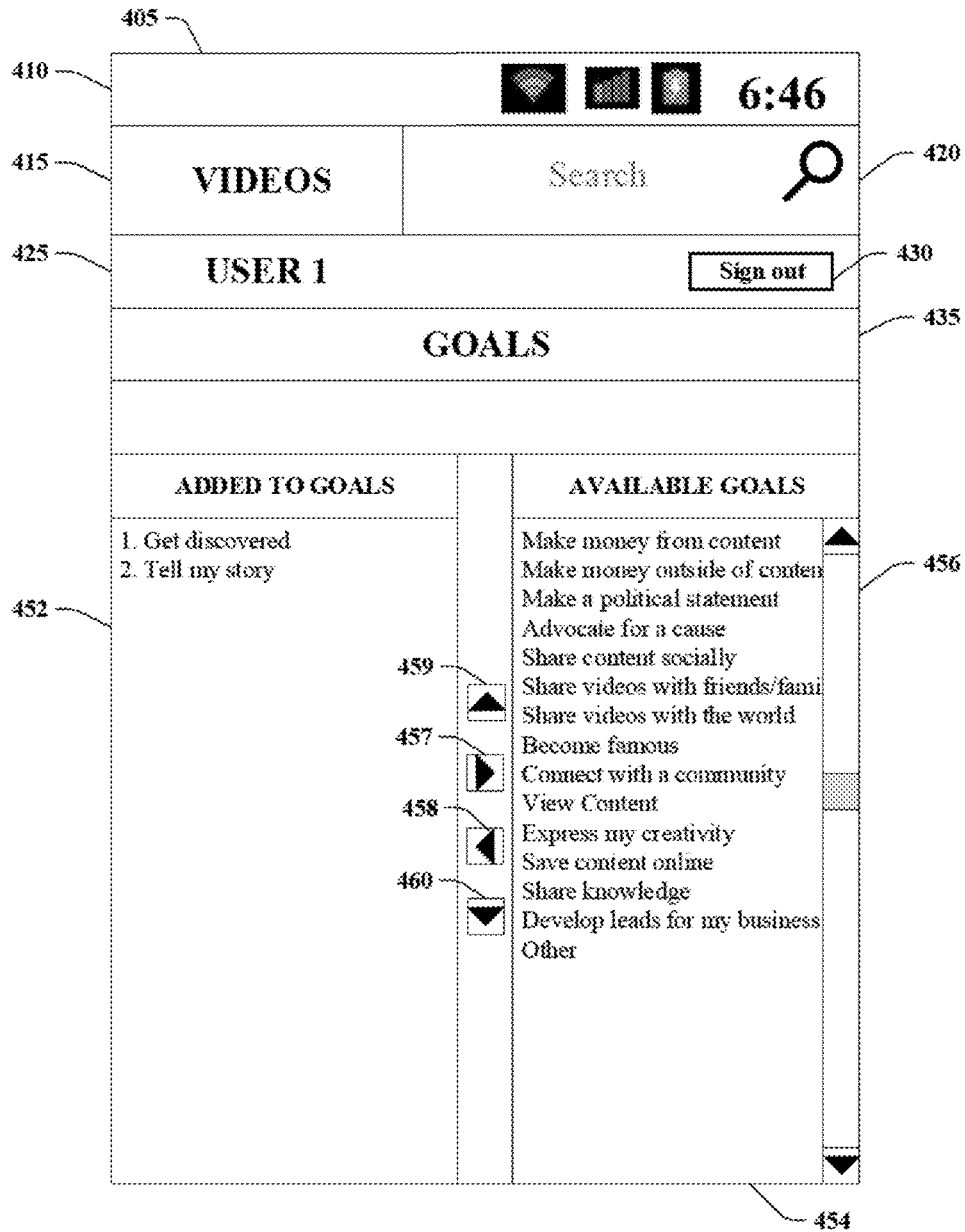 405
410
6:46
415
VIDEOS
Search
420
425
USER 1
Sign out
430
GOALS
435
ADDED TO GOALS
AVAILABLE GOALS
1. Get discovered
2. Tell my story
452
Make money from content
Make money outside of conten
Make a political statement
Advocate for a cause
Share content socially
Share videos with friends/fami
Share videos with the world
Become famous
Connect with a community
View Content
Express my creativity
Save content online
Share knowledge
Develop leads for my business
Other
456
459
457
458
460
454